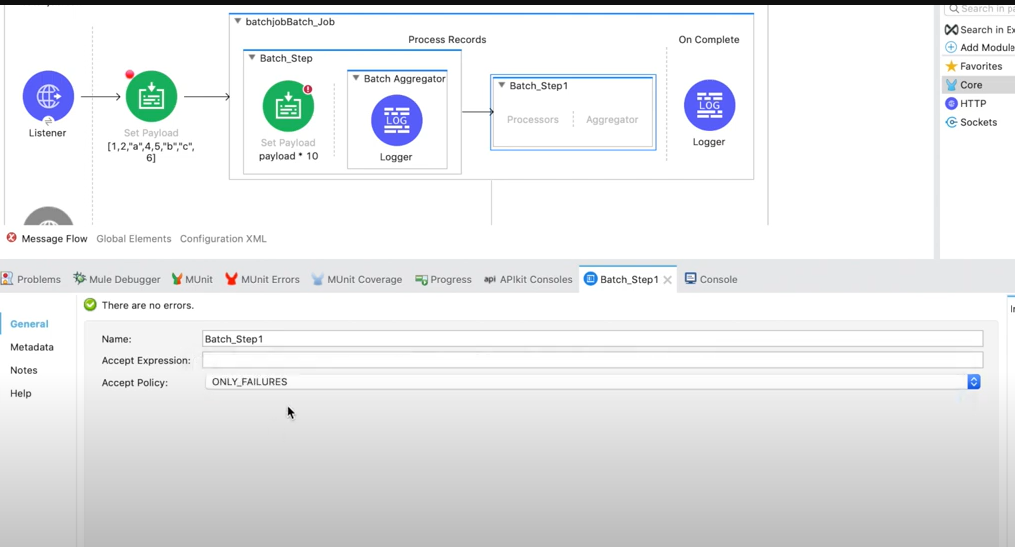 batchjobBatch_Job
Process Records
On Complete
Batch_Step
Batch Aggregator
Batch_Step1
Processors
Aggregator
LOG
LOG
Listener
Set Payload
[1,2,"a",4,5,"b","c",
6]
Set Payload
payload * 10
Logger
Logger
Search in
Search in Ex
Add Module
Favorites
Core
HTTP
Sockets
Message Flow
Global Elements
Configuration XML
Problems
Mule Debugger
MUnit
MUnit Errors
MUnit Coverage
Progress
api APIkit Consoles
Batch_Step1
Console
There are no errors.
General
Metadata
Notes
Help
Name:
Batch_Step1
Accept Expression:
Accept Policy:
ONLY_FAILURES